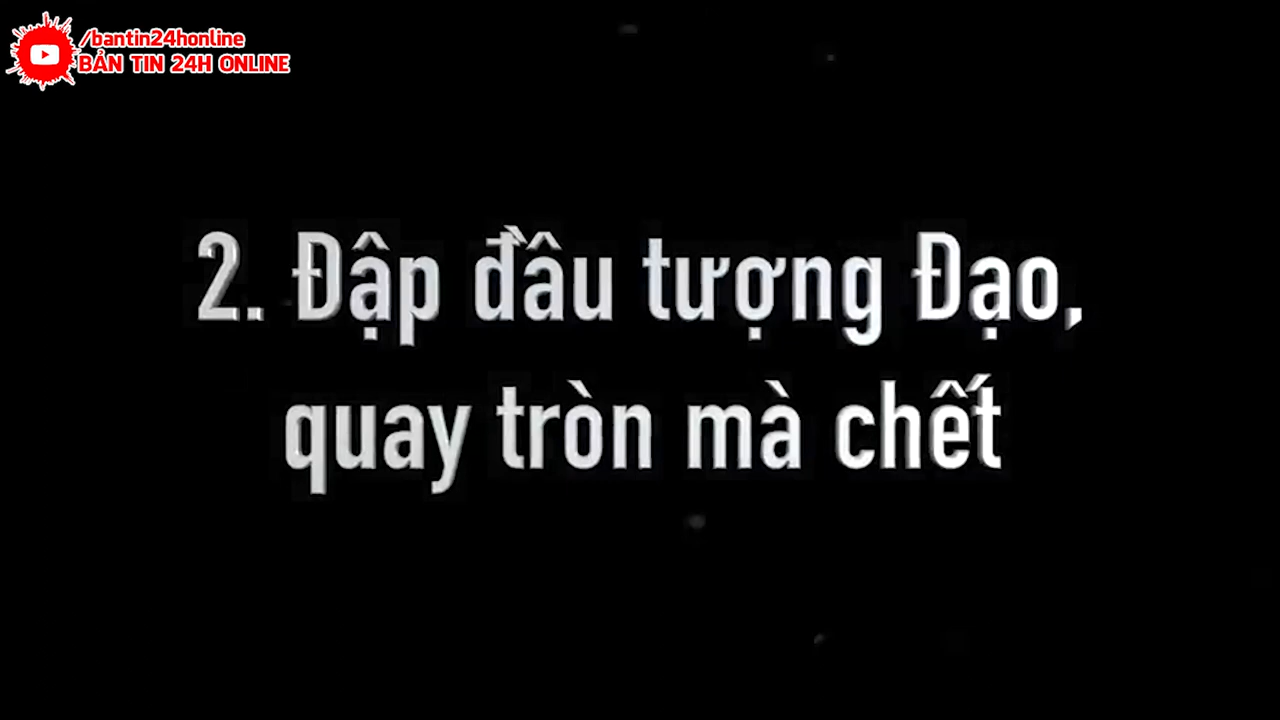 /bantin24honline
BẢN TIN 24H ONLINE
2. Đập đầu tượng Đạo,
quay tròn mà chết